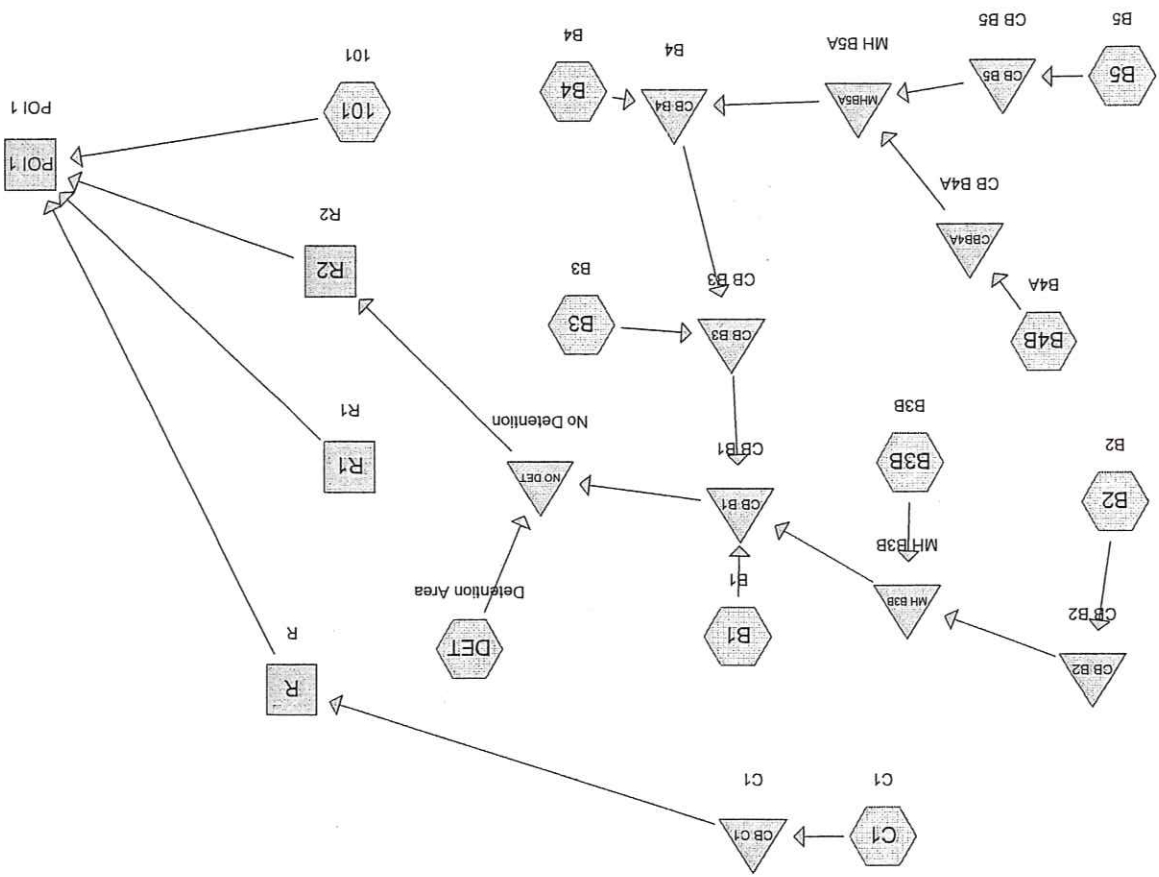 C1
C1
CB C1
C1
R
R
CB B2
CB B2
DET
Detention Area
B1
B1
MH B3B
MH B3B
B2
B2
B3B
B3B
CB B1
CB B1
NO DET
No Detention
R1
R1
B4B
B4A
CB B3
CB B3
B3
B3
R2
R2
CBB4A
CB B4A
POI 1
POI 1
101
101
B5
B5
CB B5
CB B5
MHB5A
MH B5A
CB B4
B4
B4
B4